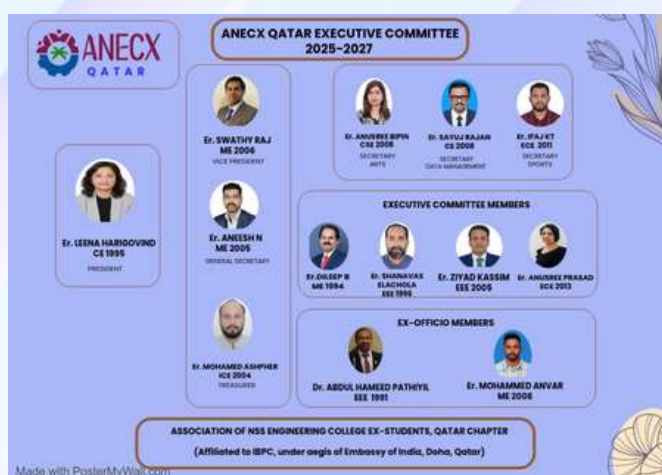 ANECX
QATAR
ANECX QATAR EXECUTIVE COMMITTEE
2025-2027
Er. LEENA HARIGOVIND
CE 1995
PRESIDENT
Er. SWATHY RAJ
ME 2006
VICE PRESIDENT
Er. ANEESH N
ME 2005
GENERAL SECRETARY
Er. MOHAMED ASHPHER
ICE 2004
TREASURER
Er. ANUSREE BIPIN
CSE 2008
SECRETARY
ARTS
Er. SAYUJ RAJAN
CE 2008
SECRETARY
DATA MANAGEMENT
Er. IFAJ KT
ECE 2011
SECRETARY
SPORTS
EXECUTIVE COMMITTEE MEMBERS
Er.DILEEP B
ME 1994
Er. SHANAVAS
ELACHOLA
EEE 1996
Er. ZIYAD KASSIM
EEE 2005
Er. ANUSREE PRASAD
ECE 2013
EX-OFFICIO MEMBERS
Dr. ABDUL HAMEED PATHIYIL
EEE 1991
Er. MOHAMMED ANVAR
ME 2008
ASSOCIATION OF NSS ENGINEERING COLLEGE EX-STUDENTS, QATAR CHAPTER
(Affiliated to IBPC, under aegis of Embassy of India, Doha, Qatar)
Made with PosterMyWall.com